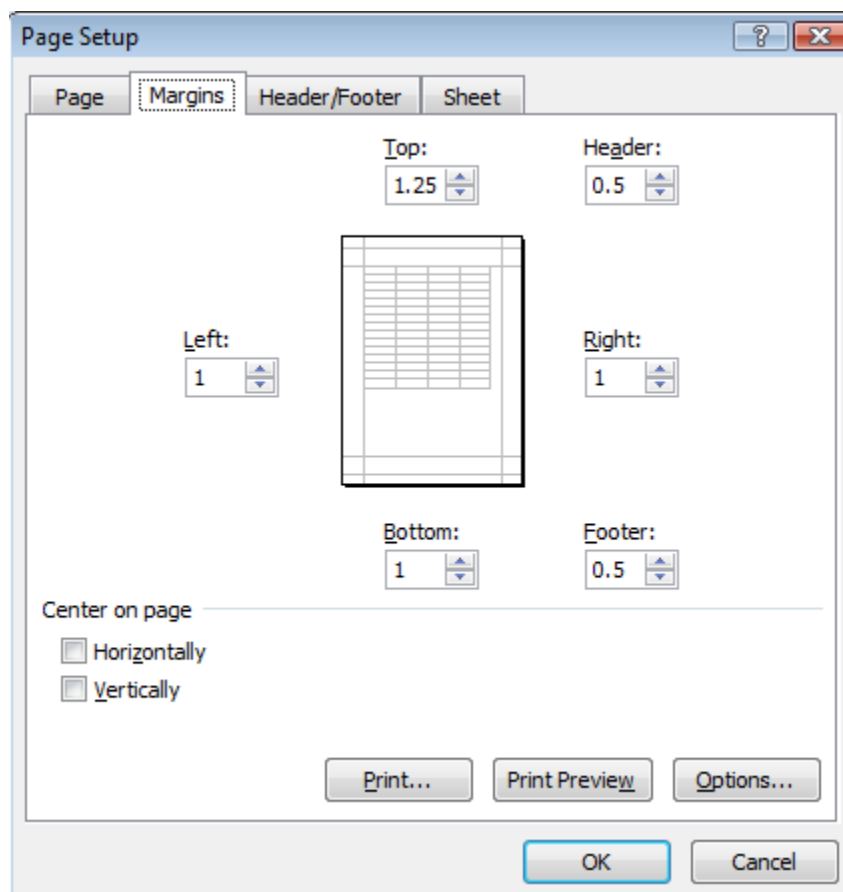 Page Setup
Page Margins Header/Footer Sheet
Top: Header:
1.25 0.5
Left: Right:
1 1
Bottom: Footer:
1 0.5
Center on page
Horizontally
Vertically
Print... Print Preview Options...
OK Cancel